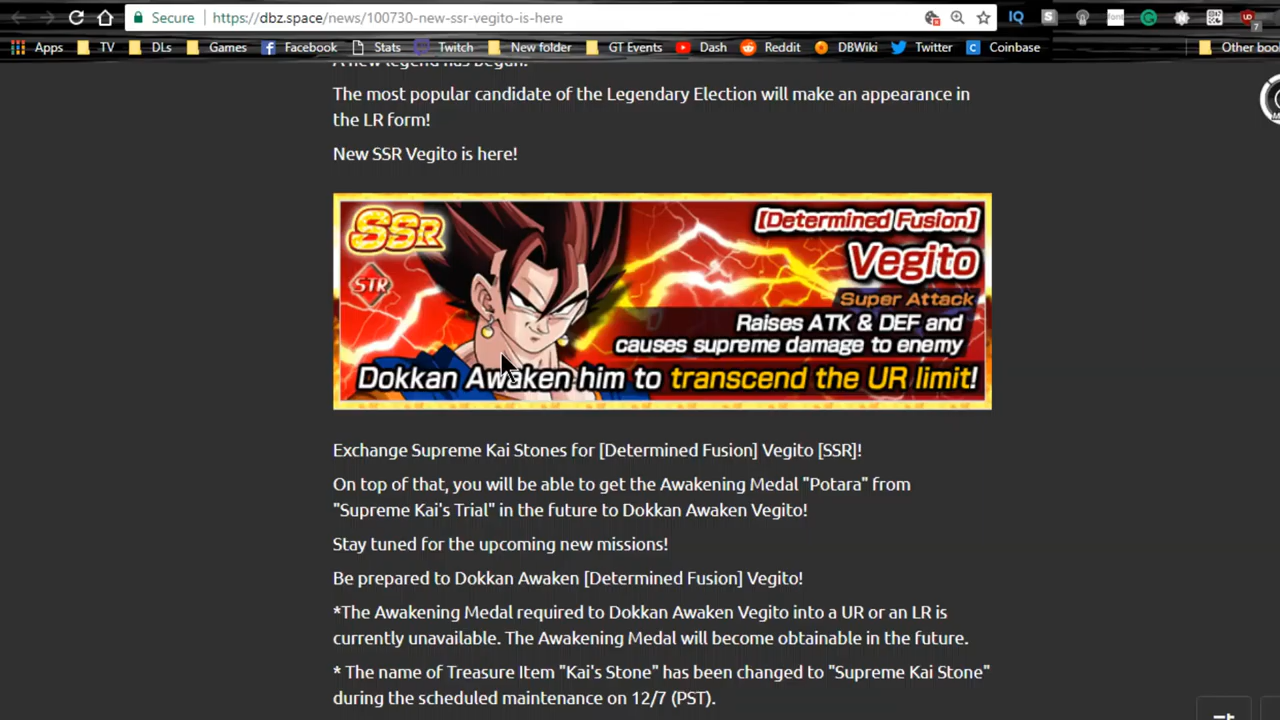 Secure https://dbz.space/news/100730-new-ssr-vegito-is-here
Apps TV DLs Games Facebook Stats Twitch New folder GT Events Dash Reddit DBWiki Twitter Coinbase Other boo
A new legend has begun!
The most popular candidate of the Legendary Election will make an appearance in
the LR form!
New SSR Vegito is here!
SSR
STR
[Determined Fusion]
Vegito
Super Attack
Raises ATK & DEF and
causes supreme damage to enemy
Dokkan Awaken him to transcend the UR limit!
Exchange Supreme Kai Stones for [Determined Fusion] Vegito [SSR]!
On top of that, you will be able to get the Awakening Medal "Potara" from
"Supreme Kai's Trial" in the future to Dokkan Awaken Vegito!
Stay tuned for the upcoming new missions!
Be prepared to Dokkan Awaken [Determined Fusion] Vegito!
*The Awakening Medal required to Dokkan Awaken Vegito into a UR or an LR is
currently unavailable. The Awakening Medal will become obtainable in the future.
* The name of Treasure Item "Kai's Stone" has been changed to "Supreme Kai Stone"
during the scheduled maintenance on 12/7 (PST).